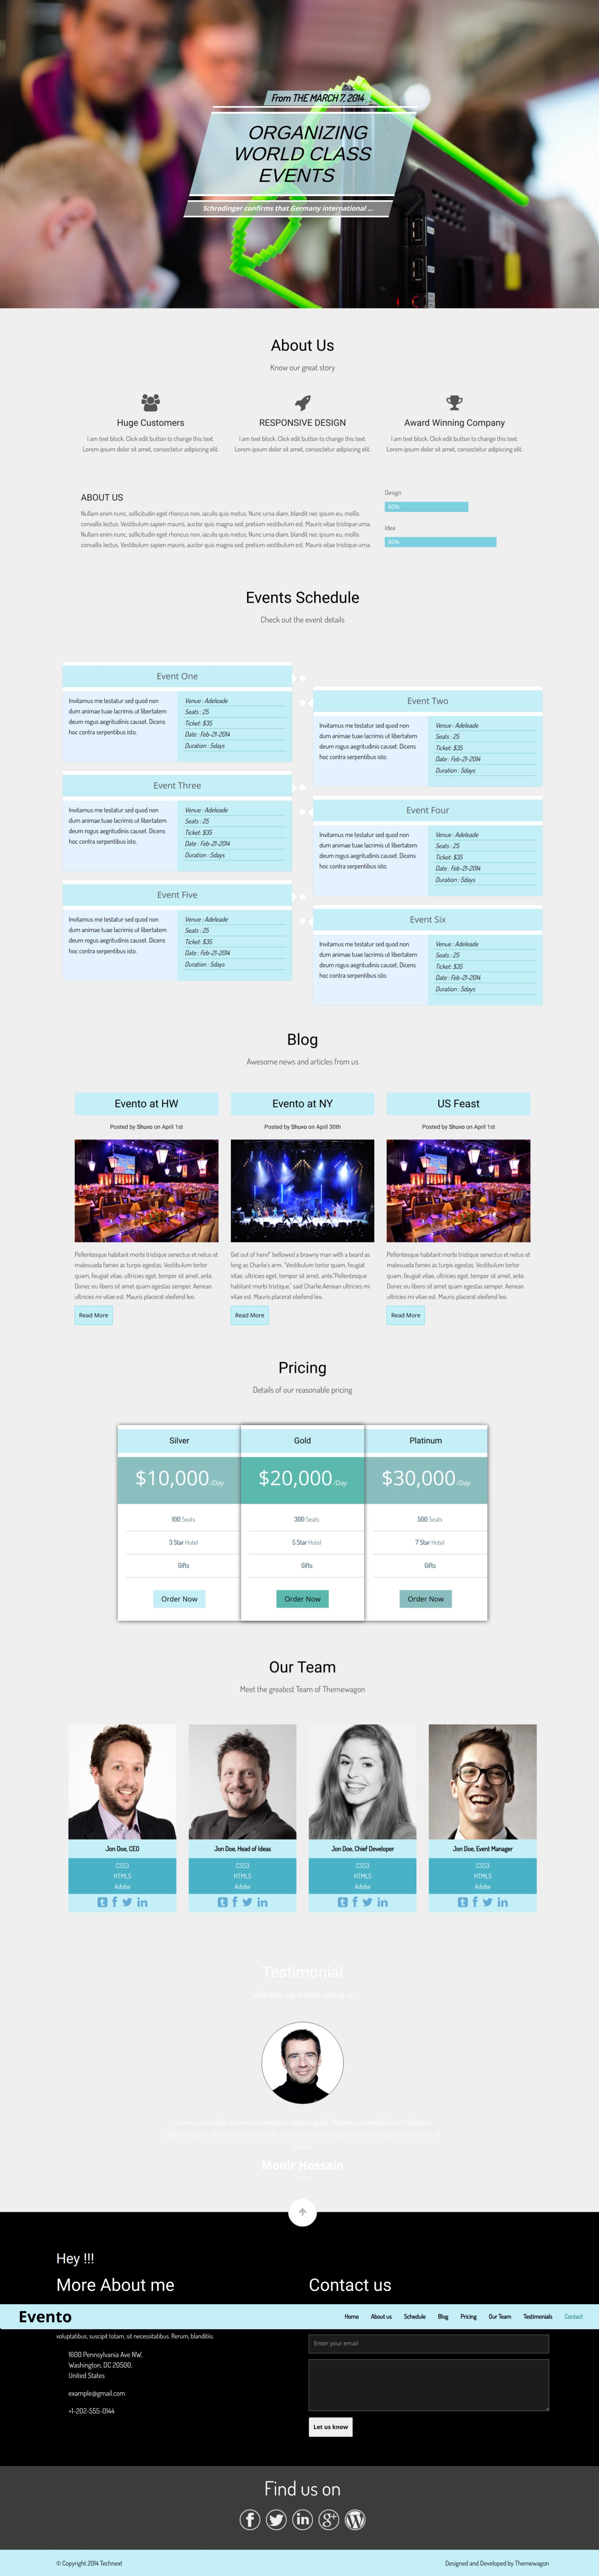 From THE MARCH 7, 2014
ORGANIZING
WORLD CLASS
EVENTS
Schrodinger confirms that Germany international ...
About Us
Know our great story
Huge Customers
I am text block. Click edit button to change this text.
Lorem ipsum dolor sit amet, consectetur adipiscing elit.
RESPONSIVE DESIGN
I am text block. Click edit button to change this text.
Lorem ipsum dolor sit amet, consectetur adipiscing elit.
Award Winning Company
I am text block. Click edit button to change this text.
Lorem ipsum dolor sit amet, consectetur adipiscing elit.
ABOUT US
Nullam enim nunc, sollicitudin eget rhoncus non, iaculis quis metus. Nunc urna diam, blandit nec ipsum eu, mollis
convallis lectus. Vestibulum sapien mauris, auctor quis magna sed, pretium vestibulum est. Mauris vitae tristique urna.
Nullam enim nunc, sollicitudin eget rhoncus non, iaculis quis metus. Nunc urna diam, blandit nec ipsum eu, mollis
convallis lectus. Vestibulum sapien mauris, auctor quis magna sed, pretium vestibulum est. Mauris vitae tristique urna.
Design
60%
Idea
80%
Events Schedule
Check out the event details
Event One
Invitamus me testatur sed quod non
dum animae tuae lacrimis ut libertatem
deum rogus aegritudinis causet. Dicens
hoc contra serpentibus isto.
Venue : Adeleade
Seats : 25
Ticket: $35
Date : Feb-21-2014
Duration : 5days
Event Two
Invitamus me testatur sed quod non
dum animae tuae lacrimis ut libertatem
deum rogus aegritudinis causet. Dicens
hoc contra serpentibus isto.
Venue : Adeleade
Seats : 25
Ticket: $35
Date : Feb-21-2014
Duration : 5days
Event Three
Invitamus me testatur sed quod non
dum animae tuae lacrimis ut libertatem
deum rogus aegritudinis causet. Dicens
hoc contra serpentibus isto.
Venue : Adeleade
Seats : 25
Ticket: $35
Date : Feb-21-2014
Duration : 5days
Event Four
Invitamus me testatur sed quod non
dum animae tuae lacrimis ut libertatem
deum rogus aegritudinis causet. Dicens
hoc contra serpentibus isto.
Venue : Adeleade
Seats : 25
Ticket: $35
Date : Feb-21-2014
Duration : 5days
Event Five
Invitamus me testatur sed quod non
dum animae tuae lacrimis ut libertatem
deum rogus aegritudinis causet. Dicens
hoc contra serpentibus isto.
Venue : Adeleade
Seats : 25
Ticket: $35
Date : Feb-21-2014
Duration : 5days
Event Six
Invitamus me testatur sed quod non
dum animae tuae lacrimis ut libertatem
deum rogus aegritudinis causet. Dicens
hoc contra serpentibus isto.
Venue : Adeleade
Seats : 25
Ticket: $35
Date : Feb-21-2014
Duration : 5days
Blog
Awesome news and articles from us
Evento at HW
Posted by Shuvo on April 1st
Pellentesque habitant morbi tristique senectus et netus et
malesuada fames ac turpis egestas. Vestibulum tortor
quam, feugiat vitae, ultricies eget, tempor sit amet, ante.
Donec eu libero sit amet quam egestas semper. Aenean
ultricies mi vitae est. Mauris placerat eleifend leo.
Read More
Evento at NY
Posted by Shuvo on April 30th
Get out of here!" bellowed a brawny man with a beard as
long as Charlie's arm. "Vestibulum tortor quam, feugiat
vitae, ultricies eget, tempor sit amet, ante."Pellentesque
habitant morbi tristique," said Charlie.Aenean ultricies mi
vitae est. Mauris placerat eleifend leo.
Read More
US Feast
Posted by Shuvo on April 1st
Pellentesque habitant morbi tristique senectus et netus et
malesuada fames ac turpis egestas. Vestibulum tortor
quam, feugiat vitae, ultricies eget, tempor sit amet, ante.
Donec eu libero sit amet quam egestas semper. Aenean
ultricies mi vitae est. Mauris placerat eleifend leo.
Read More
Pricing
Details of our reasonable pricing
Silver
$10,000/Day
100 Seats
3 Star Hotel
Gifts
Order Now
Gold
$20,000/Day
300 Seats
5 Star Hotel
Gifts
Order Now
Platinum
$30,000/Day
500 Seats
7 Star Hotel
Gifts
Order Now
Our Team
Meet the greatest Team of Themewagon
Jon Doe, CEO
CSS3
HTML5
Adobe
Jon Doe, Head of Ideas
CSS3
HTML5
Adobe
Jon Doe, Chief Developer
CSS3
HTML5
Adobe
Jon Doe, Event Manager
CSS3
HTML5
Adobe
Testimonial
Monir Hossain
Hey !!!
More About me
Contact us
Evento
Home
About us
Schedule
Blog
Pricing
Our Team
Testimonials
Contact
voluptatibus, suscipit totam, sit necessitatibus. Rerum, blanditiis.
1600 Pennsylvania Ave NW,
Washington, DC 20500,
United States
example@gmail.com
+1-202-555-0144
Enter your email
Let us know
Find us on
© Copyright 2014 Technext
Designed and Developed by Themewagon